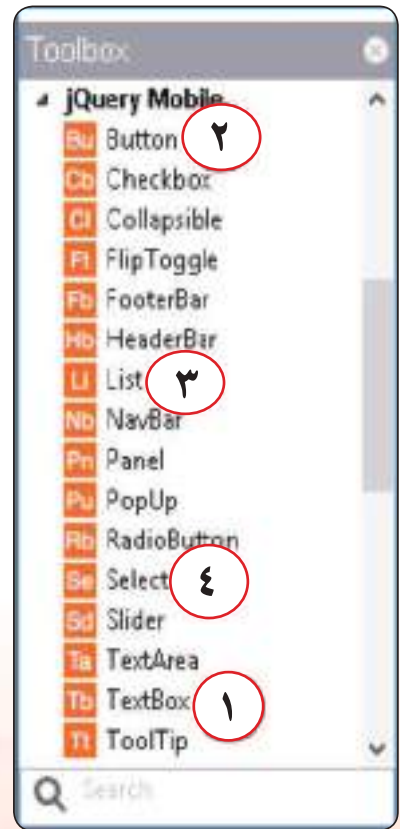 Toolbox
jQuery Mobile
Bu Button ٢
Cb Checkbox
Cl Collapsible
Ft FlipToggle
Fb FooterBar
Hb HeaderBar
Li List ٣
Nb NavBar
Pn Panel
Pu PopUp
Rb RadioButton
Se Select ٤
Sd Slider
Ta TextArea
Tb TextBox ١
Tt ToolTip
Search